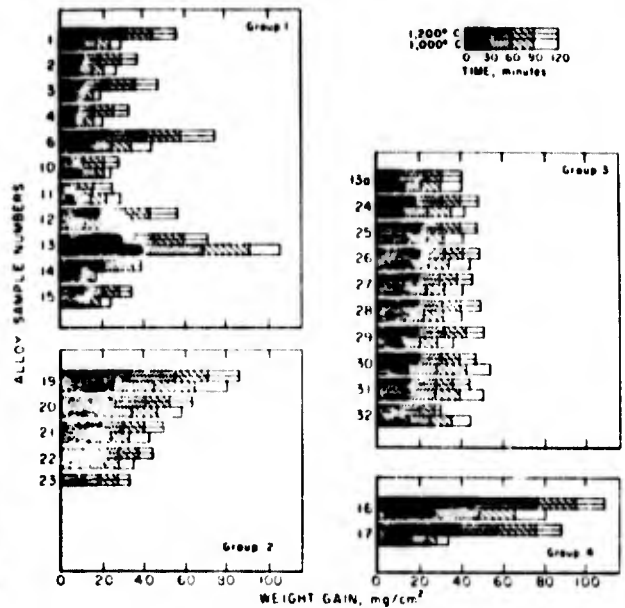 Group 1
1
2
3
4
6
10
11
12
13
14
15
ALLOY SAMPLE NUMBERS
19
20
21
22
23
Group 2
0 20 40 60 80 100
1,200° C
1,000° C
0 30 60 90 120
TIME, minutes
Group 3
13a
24
25
26
27
28
29
30
31
32
16
17
Group 4
0 20 40 60 80 100
WEIGHT GAIN, mg/cm²